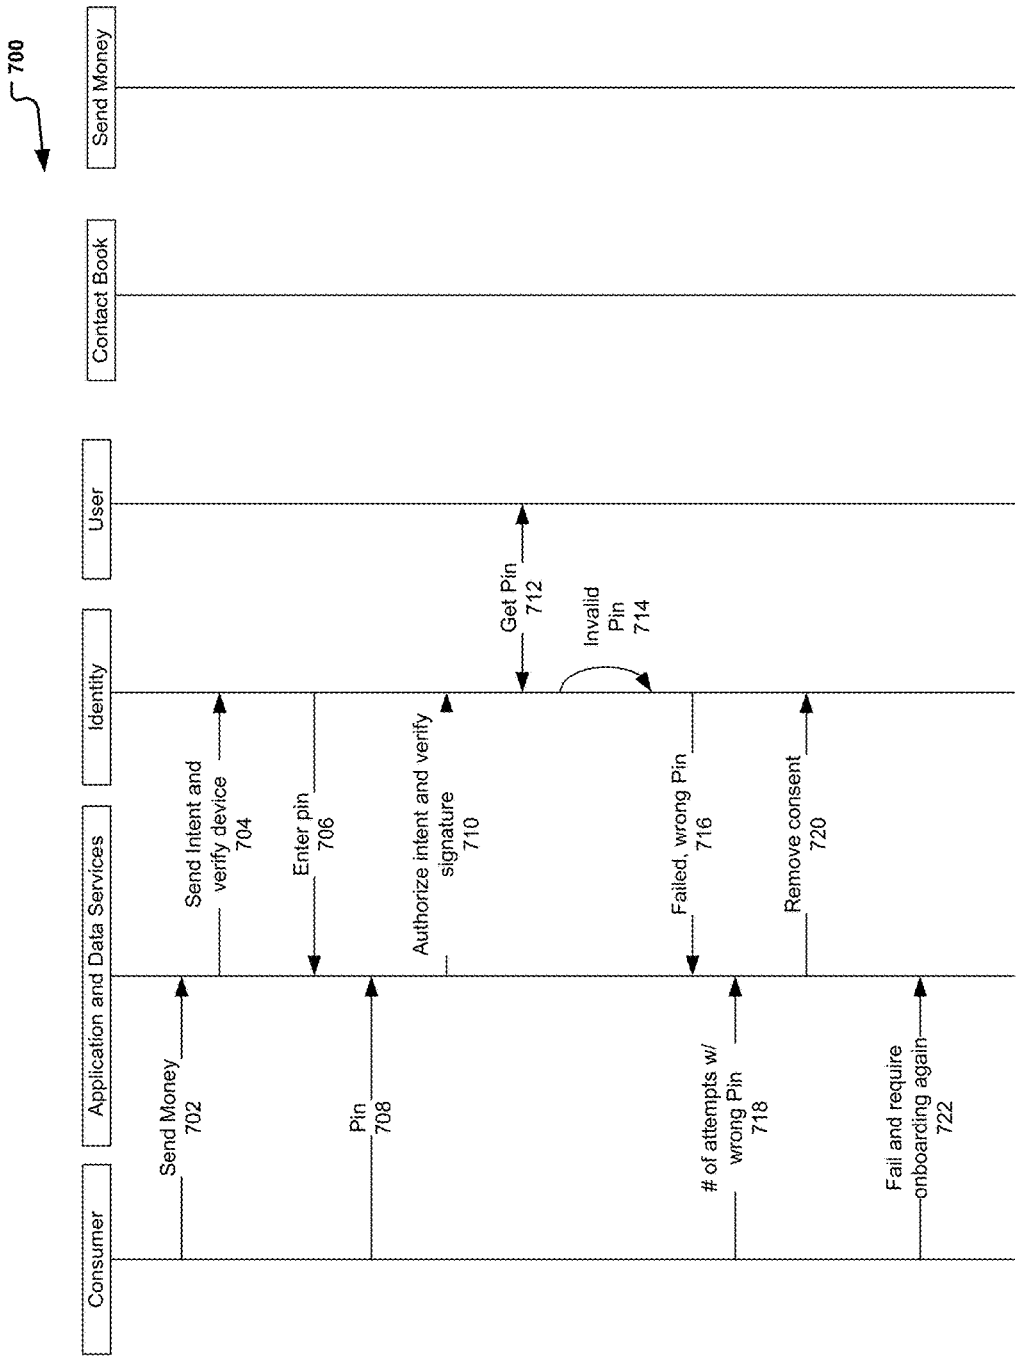 700
Consumer
Application and Data Services
Identity
User
Contact Book
Send Money
Send Money
702
Send Intent and
verify device
704
Enter pin
706
Pin
708
Authorize intent and verify
signature
710
Get Pin
712
Invalid
Pin
714
Failed, wrong Pin
716
# of attempts w/
wrong Pin
718
Remove consent
720
Fail and require
onboarding again
722